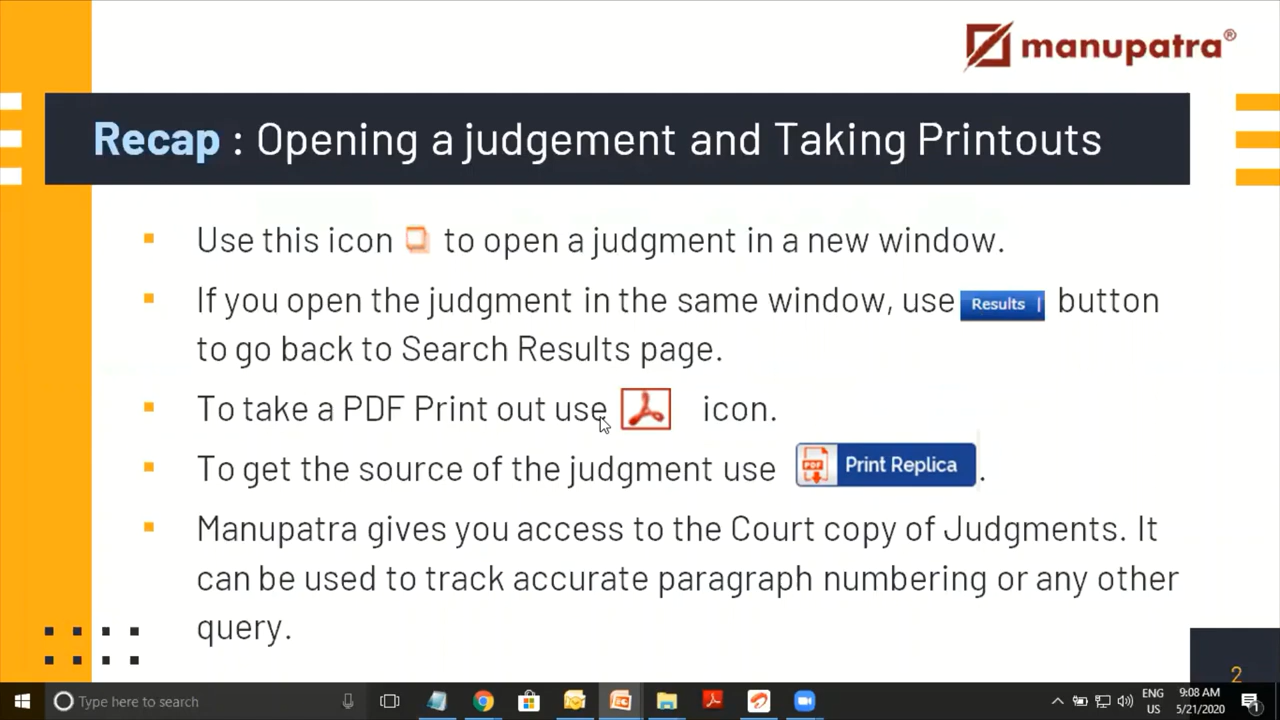 manupatra®
Recap : Opening a judgement and Taking Printouts
Use this icon to open a judgment in a new window.
If you open the judgment in the same window, use Results | button
to go back to Search Results page.
To take a PDF Print out use icon.
To get the source of the judgment use PDF Print Replica .
Manupatra gives you access to the Court copy of Judgments. It
can be used to track accurate paragraph numbering or any other
query.
2
Type here to search
ENG
US
9:08 AM
5/21/2020
1